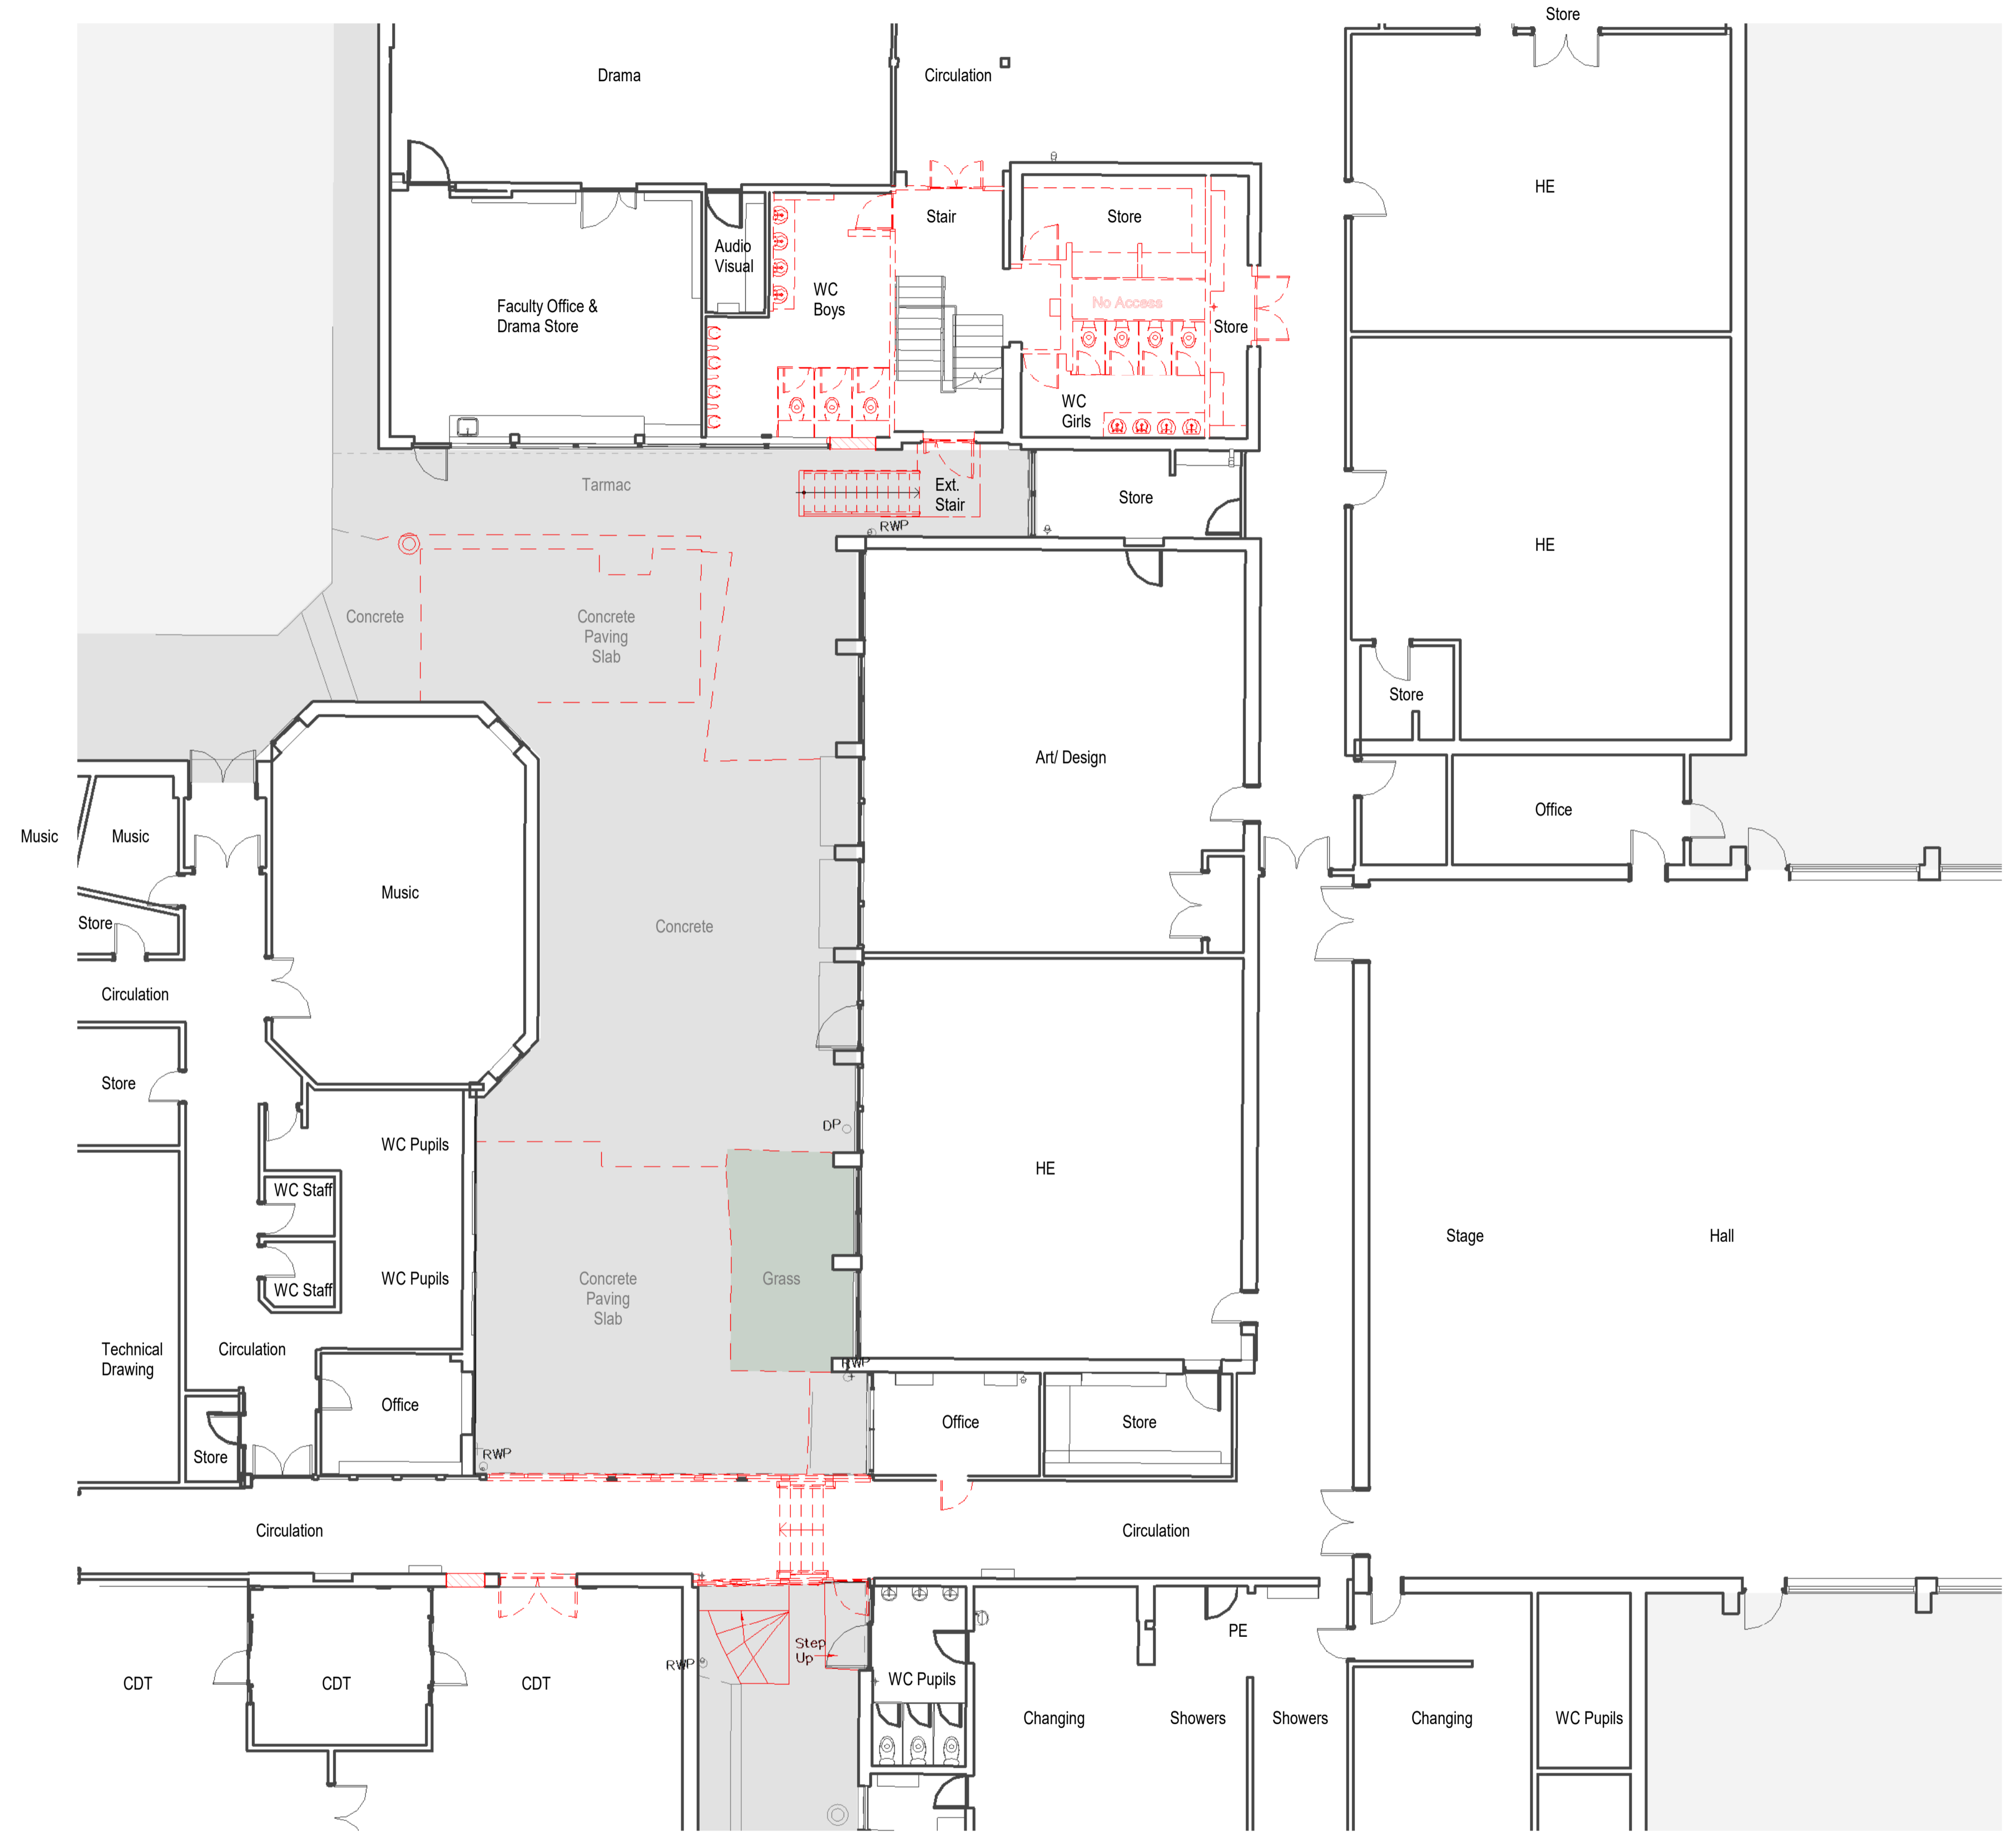 Store
Drama
Circulation
HE
Stair
Store
Audio
Visual
WC
Boys
No Access
Faculty Office &
Drama Store
Store
WC
Girls
Tarmac
Ext.
Stair
Store
RWP
HE
Concrete
Concrete
Paving
Slab
Store
Art/ Design
Office
Music
Music
Music
Store
Concrete
Circulation
Store
DP
WC Pupils
HE
WC Staff
Stage
Hall
WC Pupils
WC Staff
Concrete
Paving
Slab
Grass
Technical
Drawing
Circulation
RWP
Office
Office
Store
Store
RWP
Circulation
Circulation
PE
Step
Up
RWP
CDT
CDT
CDT
WC Pupils
Changing
Showers
Showers
Changing
WC Pupils